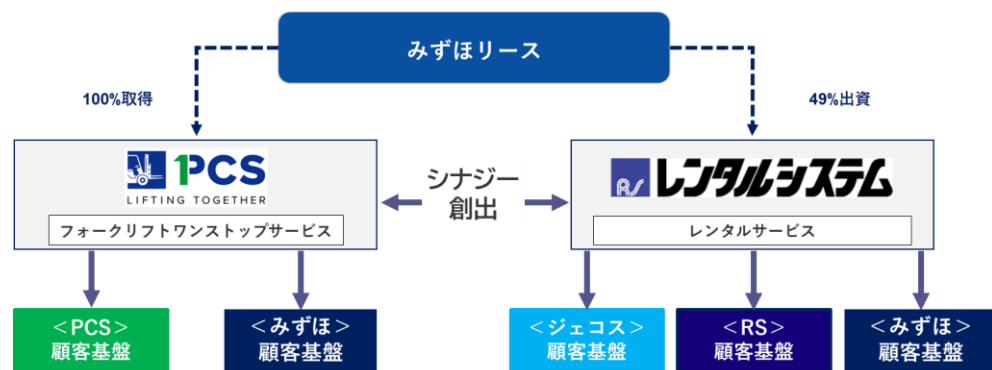 みずほリース
100%取得
49%出資
1PCS
LIFTING TOGETHER
フォークリフトワンストップサービス
シナジー
創出
RS レンタルシステム
レンタルサービス
＜PCS＞
顧客基盤
＜みずほ＞
顧客基盤
＜ジェコス＞
顧客基盤
＜RS＞
顧客基盤
＜みずほ＞
顧客基盤